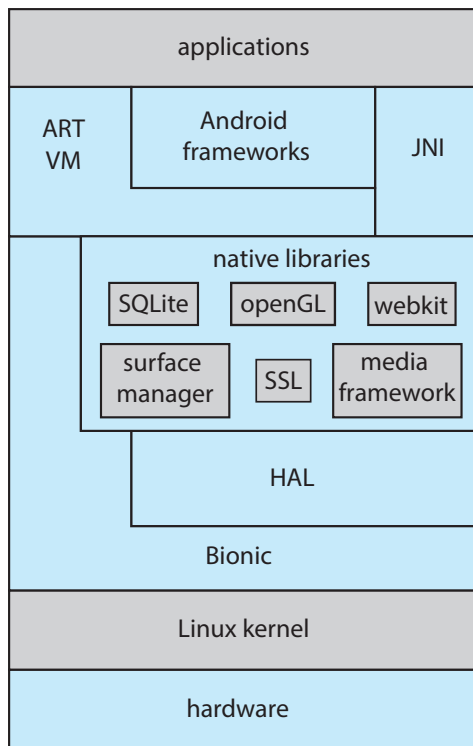 applications
ART
VM
Android
frameworks
JNI
native libraries
SQLite
openGL
webkit
surface
manager
SSL
media
framework
HAL
Bionic
Linux kernel
hardware